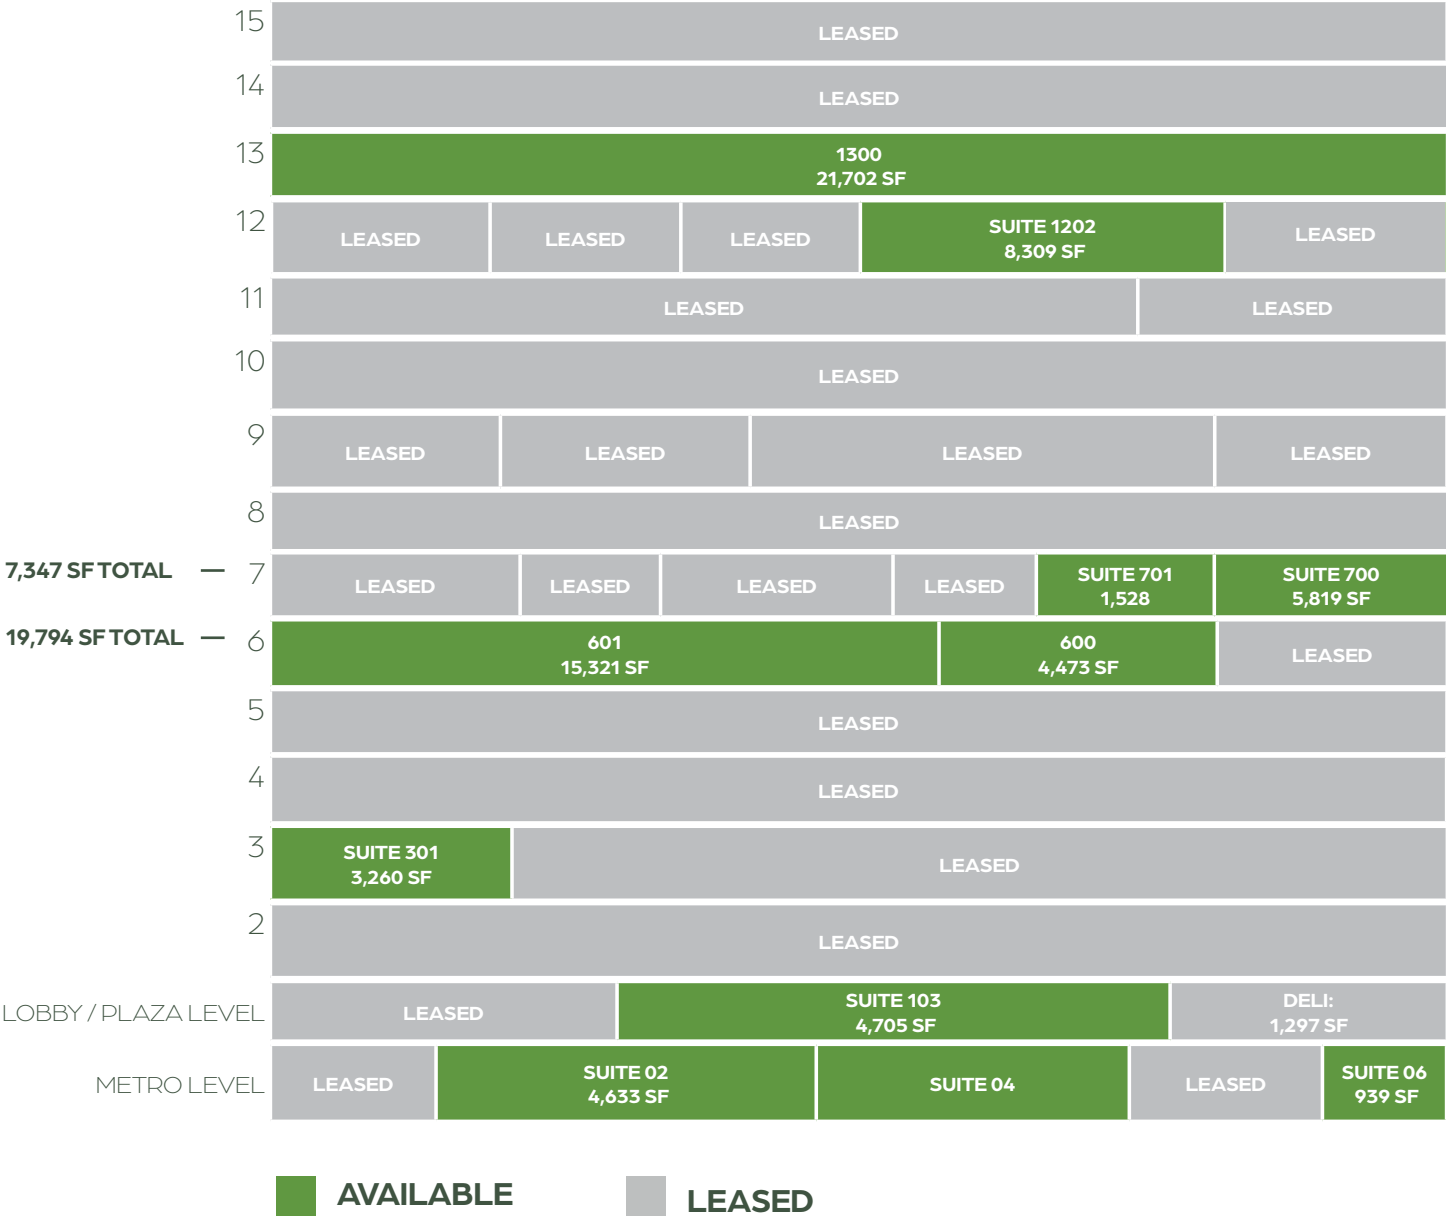 15
LEASED
14
LEASED
13
1300
21,702 SF
12
LEASED
LEASED
LEASED
SUITE 1202
8,309 SF
LEASED
11
LEASED
LEASED
10
LEASED
9
LEASED
LEASED
LEASED
LEASED
8
LEASED
7,347 SF TOTAL —
7
LEASED
LEASED
LEASED
LEASED
SUITE 701
1,528
SUITE 700
5,819 SF
19,794 SF TOTAL —
6
601
15,321 SF
600
4,473 SF
LEASED
5
LEASED
4
LEASED
3
SUITE 301
3,260 SF
LEASED
2
LEASED
LOBBY / PLAZA LEVEL
LEASED
SUITE 103
4,705 SF
DELI:
1,297 SF
METRO LEVEL
LEASED
SUITE 02
4,633 SF
SUITE 04
LEASED
SUITE 06
939 SF
AVAILABLE
LEASED